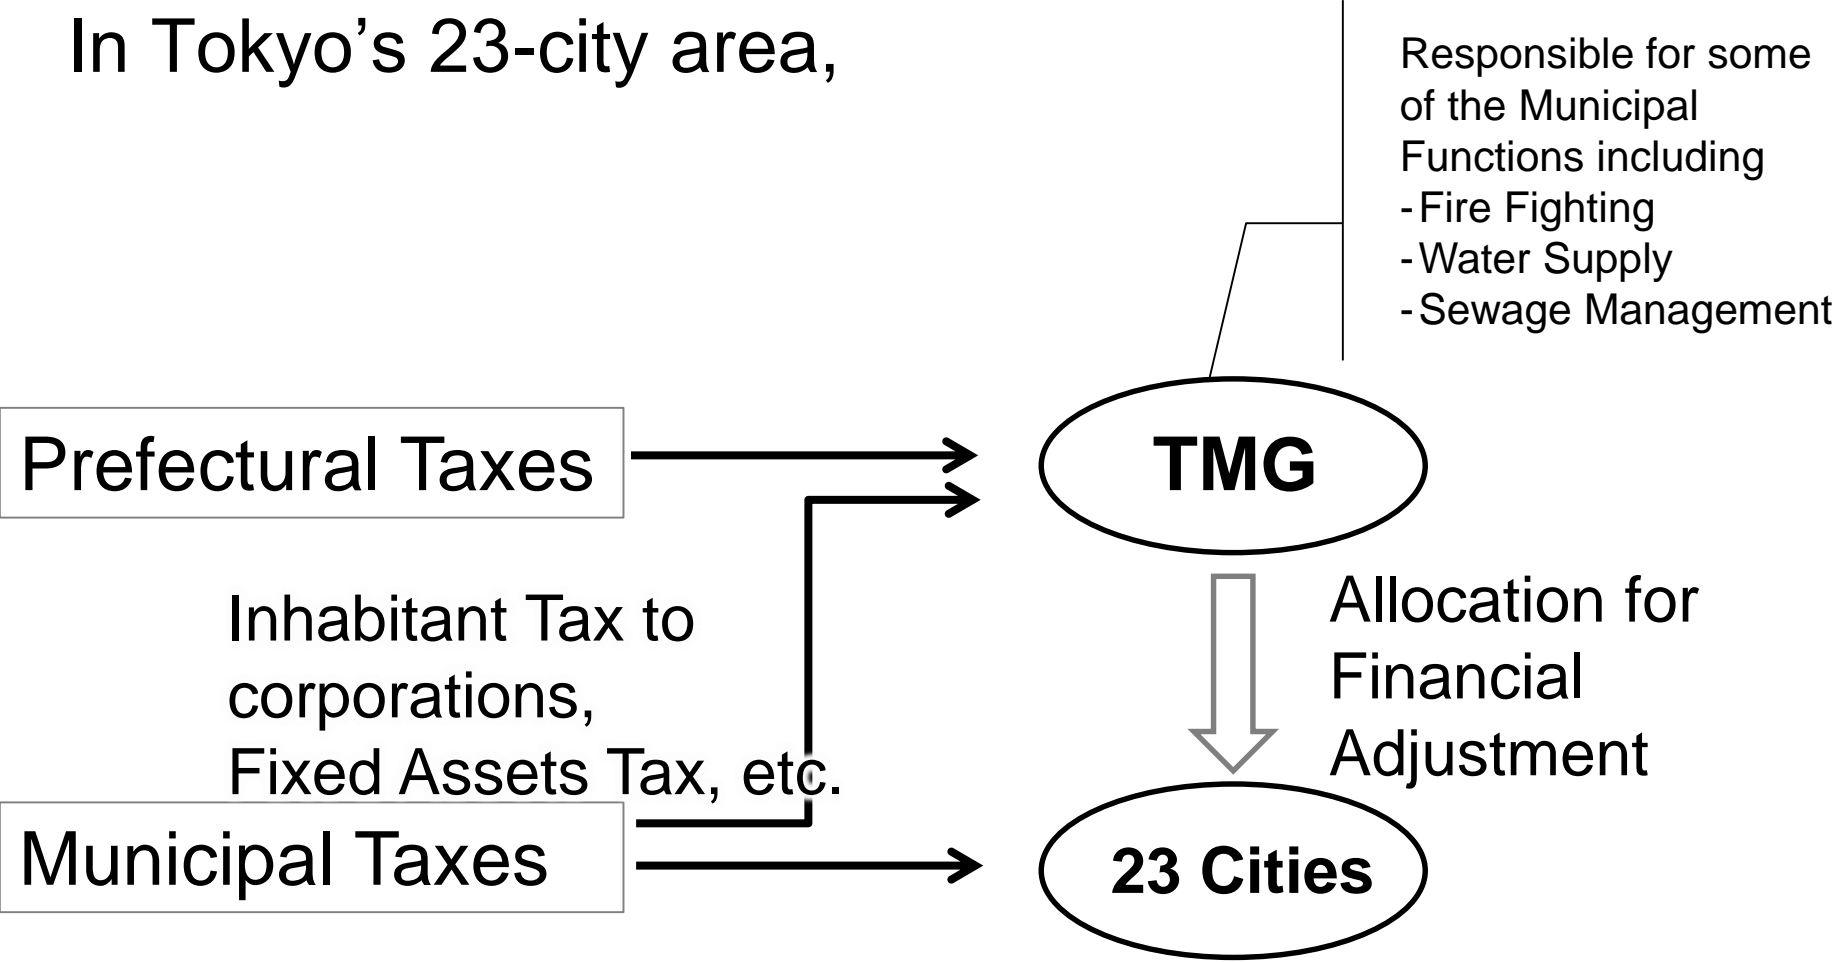 In Tokyo’s 23-city area,
Responsible for some
of the Municipal
Functions including
-Fire Fighting
-Water Supply
-Sewage Management
Prefectural Taxes
TMG
Inhabitant Tax to
corporations,
Fixed Assets Tax, etc.
Allocation for
Financial
Adjustment
Municipal Taxes
23 Cities